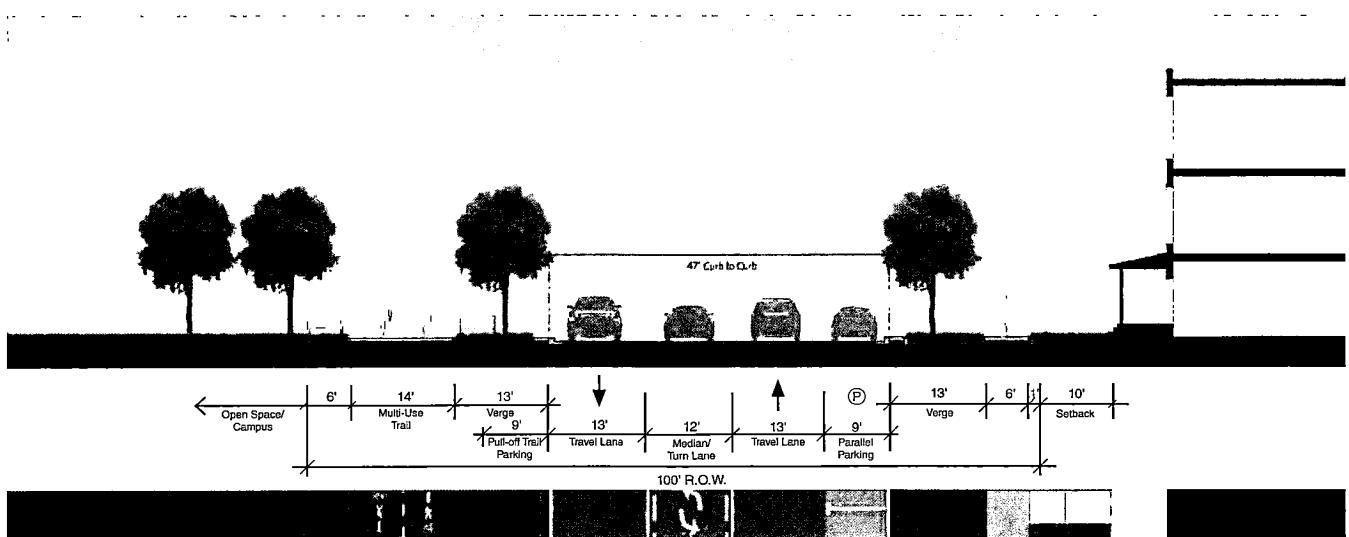 47' Curb to Curb
6' 14' 13' P 13' 6' 1' 10'
Open Space/ Multi-Use Verge Verge Setback
Campus Trail
9' 13' 12' 13' 9'
Pull-off Trail Travel Lane Median/ Travel Lane Parallel
Parking Turn Lane Parking
100' R.O.W.